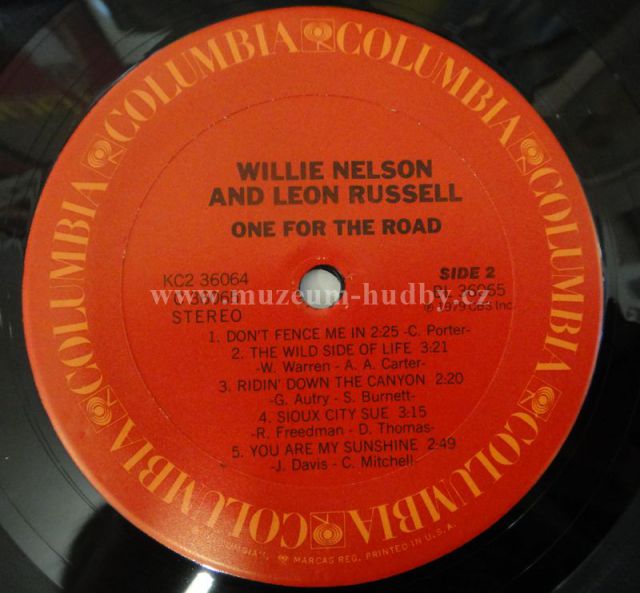 COLUMBIA COLUMBIA COLUMBIA COLUMBIA COLUMBIA COLUMBIA
WILLIE NELSON
AND LEON RUSSELL
ONE FOR THE ROAD
KC2 36064
SIDE 2
36065
BL 36065
www.muzeum-hudby.cz
STEREO
℗ 1979 CBS Inc.
1. DON'T FENCE ME IN 2:25 -C. Porter-
2. THE WILD SIDE OF LIFE 3:21
-W. Warren - A. A. Carter-
3. RIDIN' DOWN THE CANYON 2:20
-G. Autry - S. Burnett-
4. SIOUX CITY SUE 3:15
-R. Freedman - D. Thomas-
5. YOU ARE MY SUNSHINE 2:49
-J. Davis - C. Mitchell-
MARCAS REG. PRINTED IN U.S.A.